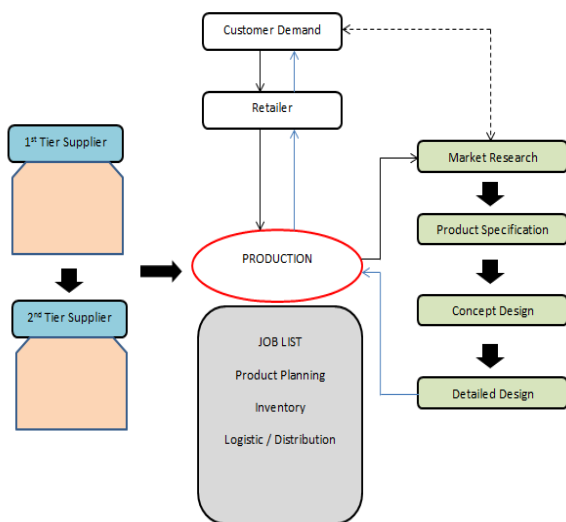 Customer Demand
Retailer
1st Tier Supplier
Market Research
Product Specification
PRODUCTION
2nd Tier Supplier
Concept Design
JOB LIST
Product Planning
Inventory
Logistic / Distribution
Detailed Design